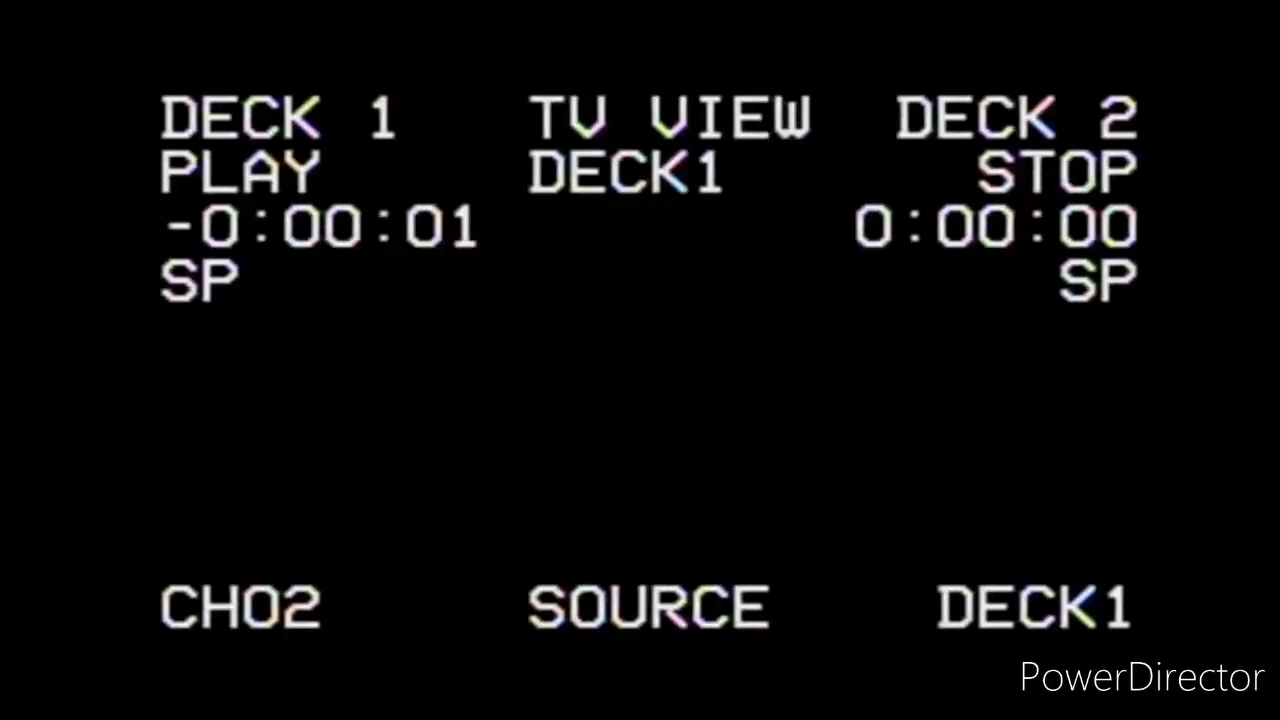 DECK 1 TV VIEW DECK 2
PLAY DECK1 STOP
-0:00:01 0:00:00
SP SP
CH02 SOURCE DECK1
PowerDirector